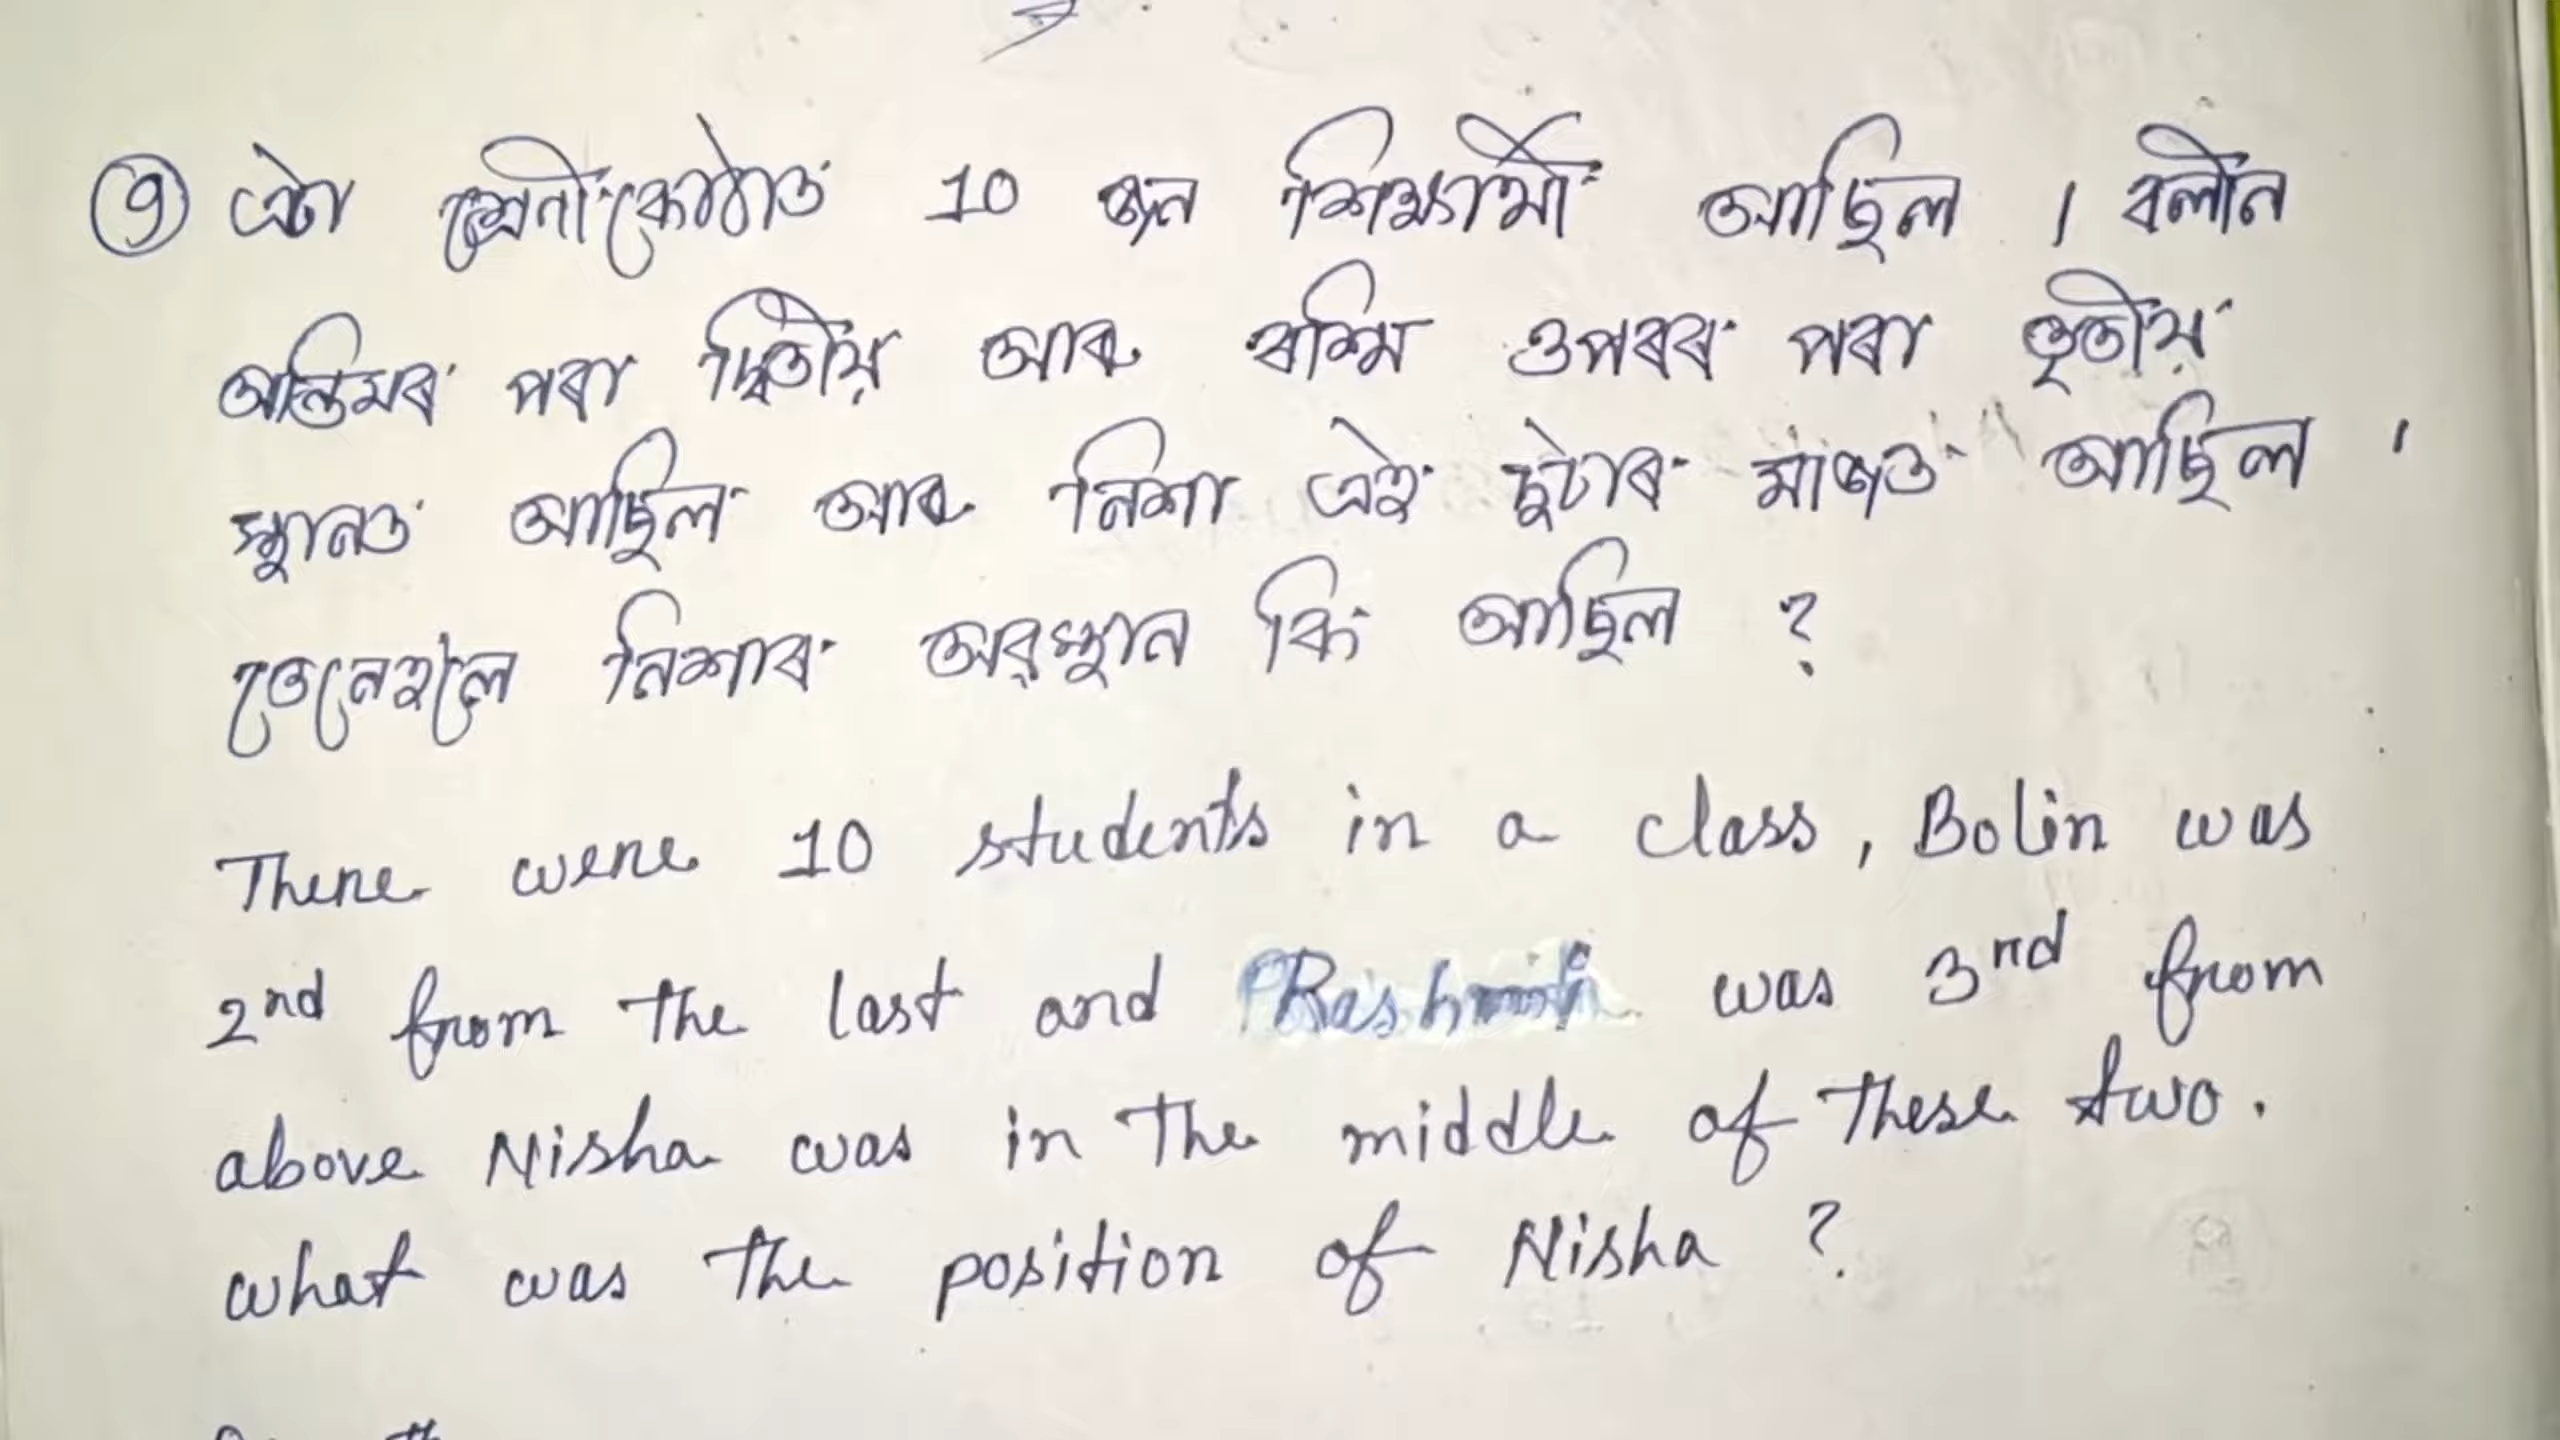 9 এটা শ্ৰেণীকোঠাত 10 জন শিক্ষাৰ্থী আছিল । বলীন
অন্তিমৰ পৰা দ্বিতীয় আৰু ৰশ্মি ওপৰৰ পৰা তৃতীয়
স্থানত আছিল আৰু নিশা এই দুটাৰ মাজত আছিল ।
তেনেহলে নিশাৰ অৱস্থান কি আছিল ?
There were 10 students in a class, Bolin was
2nd from the last and Rashmi was 3nd from
above Nisha was in the middle of these two.
what was the position of Nisha ?